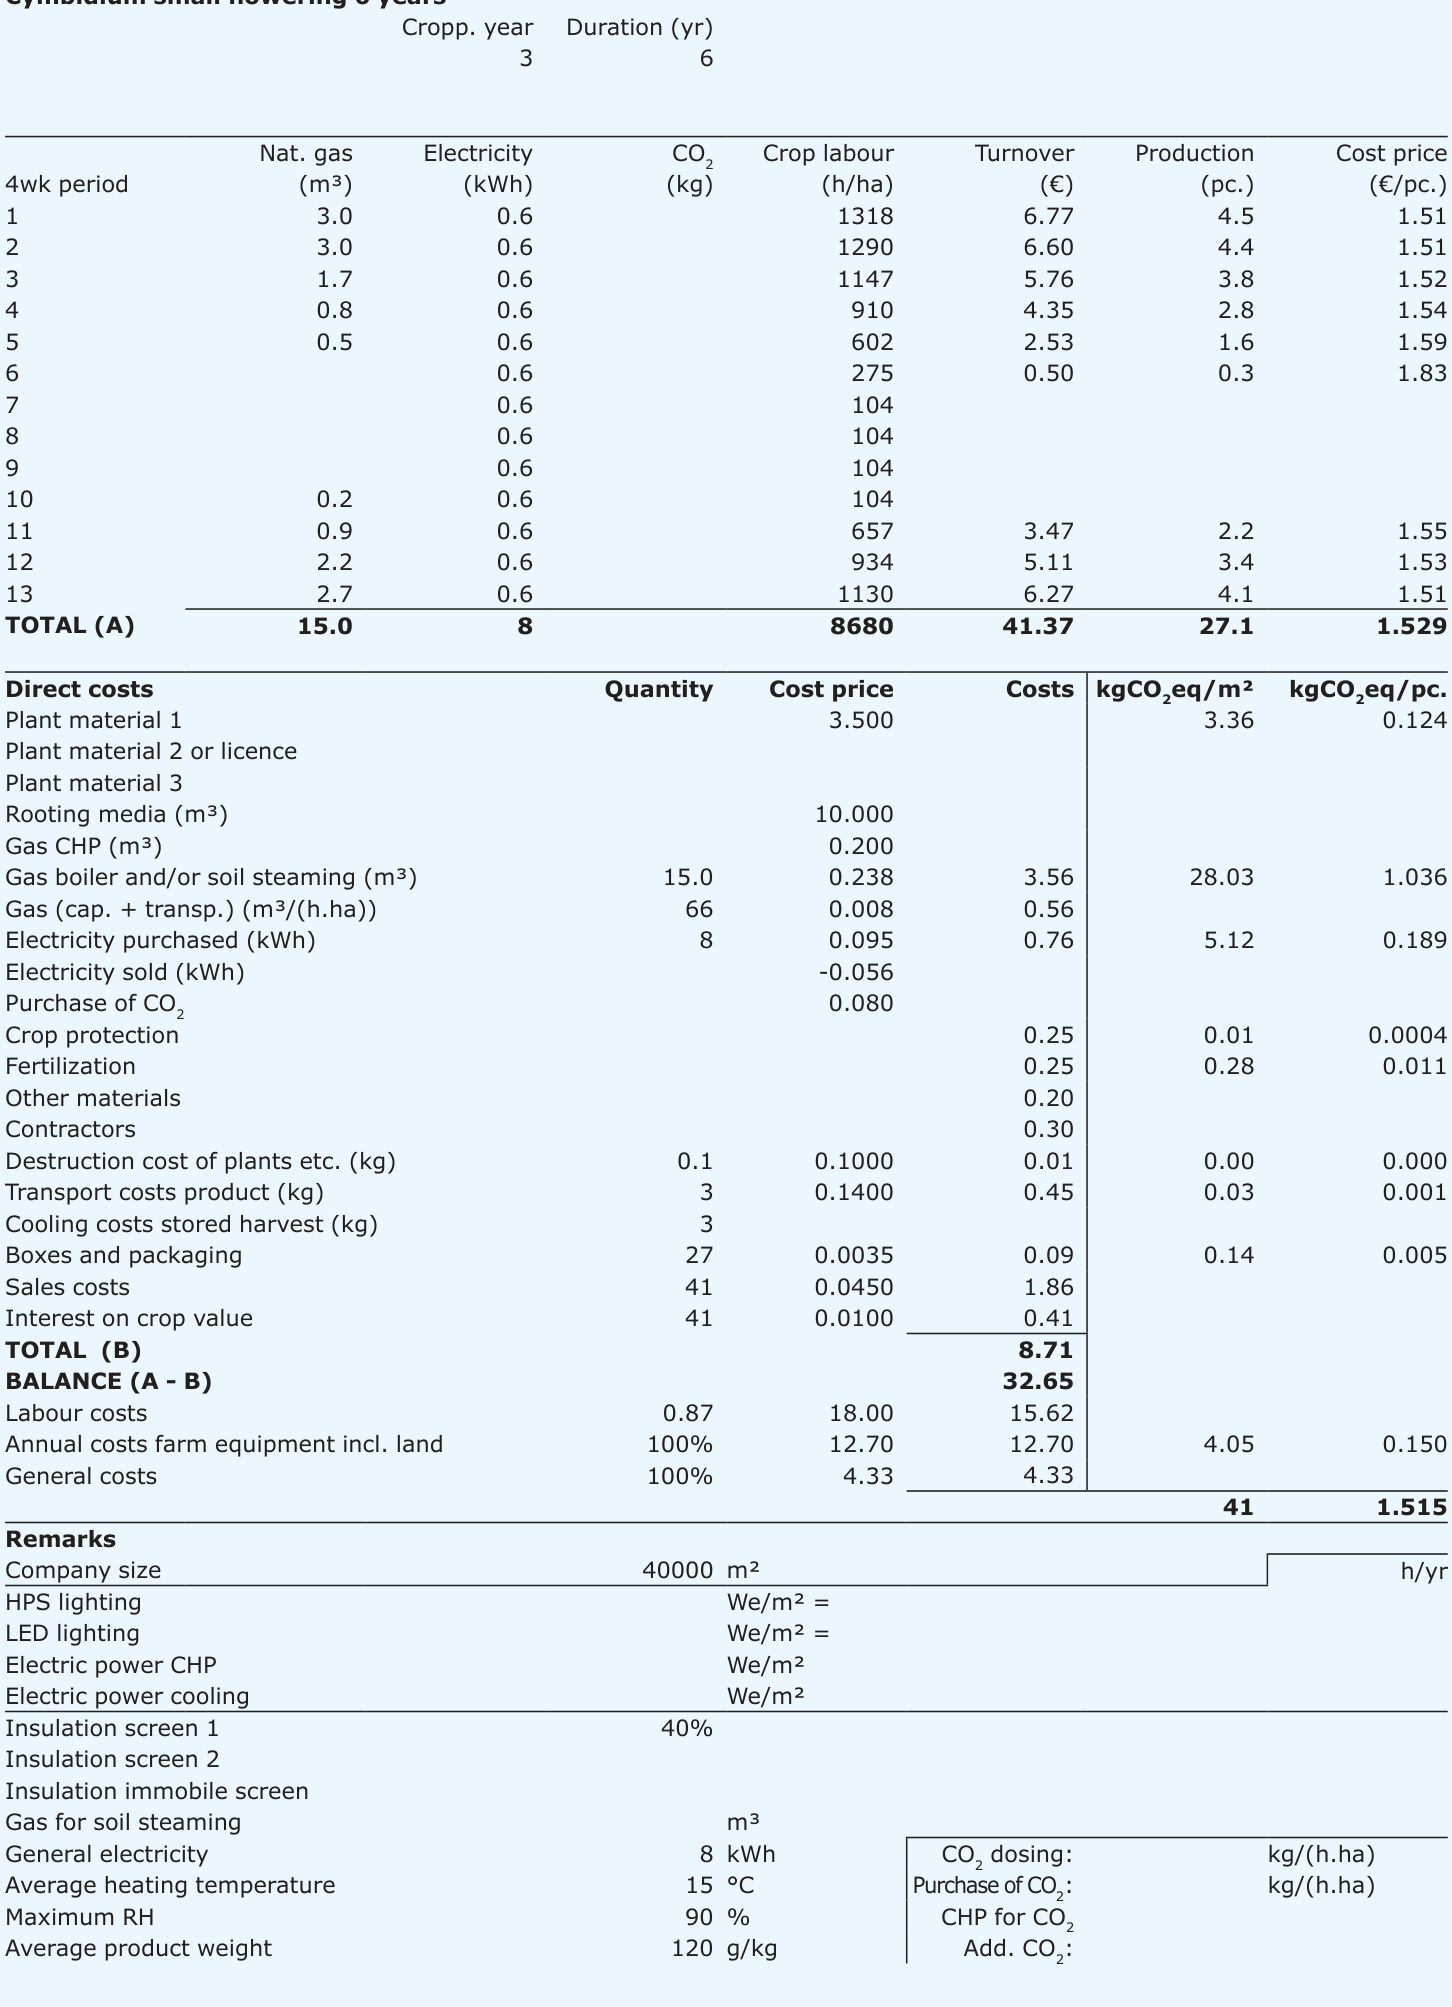 Cymbidium small flowering 6 years
Cropp. year Duration (yr)
3 6
Nat. gas Electricity CO₂ Crop labour Turnover Production Cost price
4wk period (m³) (kWh) (kg) (h/ha) (€) (pc.) (€/pc.)
1 3.0 0.6 1318 6.77 4.5 1.51
2 3.0 0.6 1290 6.60 4.4 1.51
3 1.7 0.6 1147 5.76 3.8 1.52
4 0.8 0.6 910 4.35 2.8 1.54
5 0.5 0.6 602 2.53 1.6 1.59
6 0.6 275 0.50 0.3 1.83
7 0.6 104
8 0.6 104
9 0.6 104
10 0.2 0.6 104
11 0.9 0.6 657 3.47 2.2 1.55
12 2.2 0.6 934 5.11 3.4 1.53
13 2.7 0.6 1130 6.27 4.1 1.51
TOTAL (A) 15.0 8 8680 41.37 27.1 1.529
Direct costs Quantity Cost price Costs kgCO₂eq/m² kgCO₂eq/pc.
Plant material 1 3.500 3.36 0.124
Plant material 2 or licence
Plant material 3
Rooting media (m³) 10.000
Gas CHP (m³) 0.200
Gas boiler and/or soil steaming (m³) 15.0 0.238 3.56 28.03 1.036
Gas (cap. + transp.) (m³/(h.ha)) 66 0.008 0.56
Electricity purchased (kWh) 8 0.095 0.76 5.12 0.189
Electricity sold (kWh) -0.056
Purchase of CO₂ 0.080
Crop protection 0.25 0.01 0.0004
Fertilization 0.25 0.28 0.011
Other materials 0.20
Contractors 0.30
Destruction cost of plants etc. (kg) 0.1 0.1000 0.01 0.00 0.000
Transport costs product (kg) 3 0.1400 0.45 0.03 0.001
Cooling costs stored harvest (kg) 3
Boxes and packaging 27 0.0035 0.09 0.14 0.005
Sales costs 41 0.0450 1.86
Interest on crop value 41 0.0100 0.41
TOTAL (B) 8.71
BALANCE (A - B) 32.65
Labour costs 0.87 18.00 15.62
Annual costs farm equipment incl. land 100% 12.70 12.70 4.05 0.150
General costs 100% 4.33 4.33
41 1.515
Remarks
Company size 40000 m² h/yr
HPS lighting We/m² =
LED lighting We/m² =
Electric power CHP We/m²
Electric power cooling We/m²
Insulation screen 1 40%
Insulation screen 2
Insulation immobile screen
Gas for soil steaming m³
General electricity 8 kWh CO₂ dosing: kg/(h.ha)
Average heating temperature 15 °C Purchase of CO₂: kg/(h.ha)
Maximum RH 90 % CHP for CO₂
Average product weight 120 g/kg Add. CO₂: